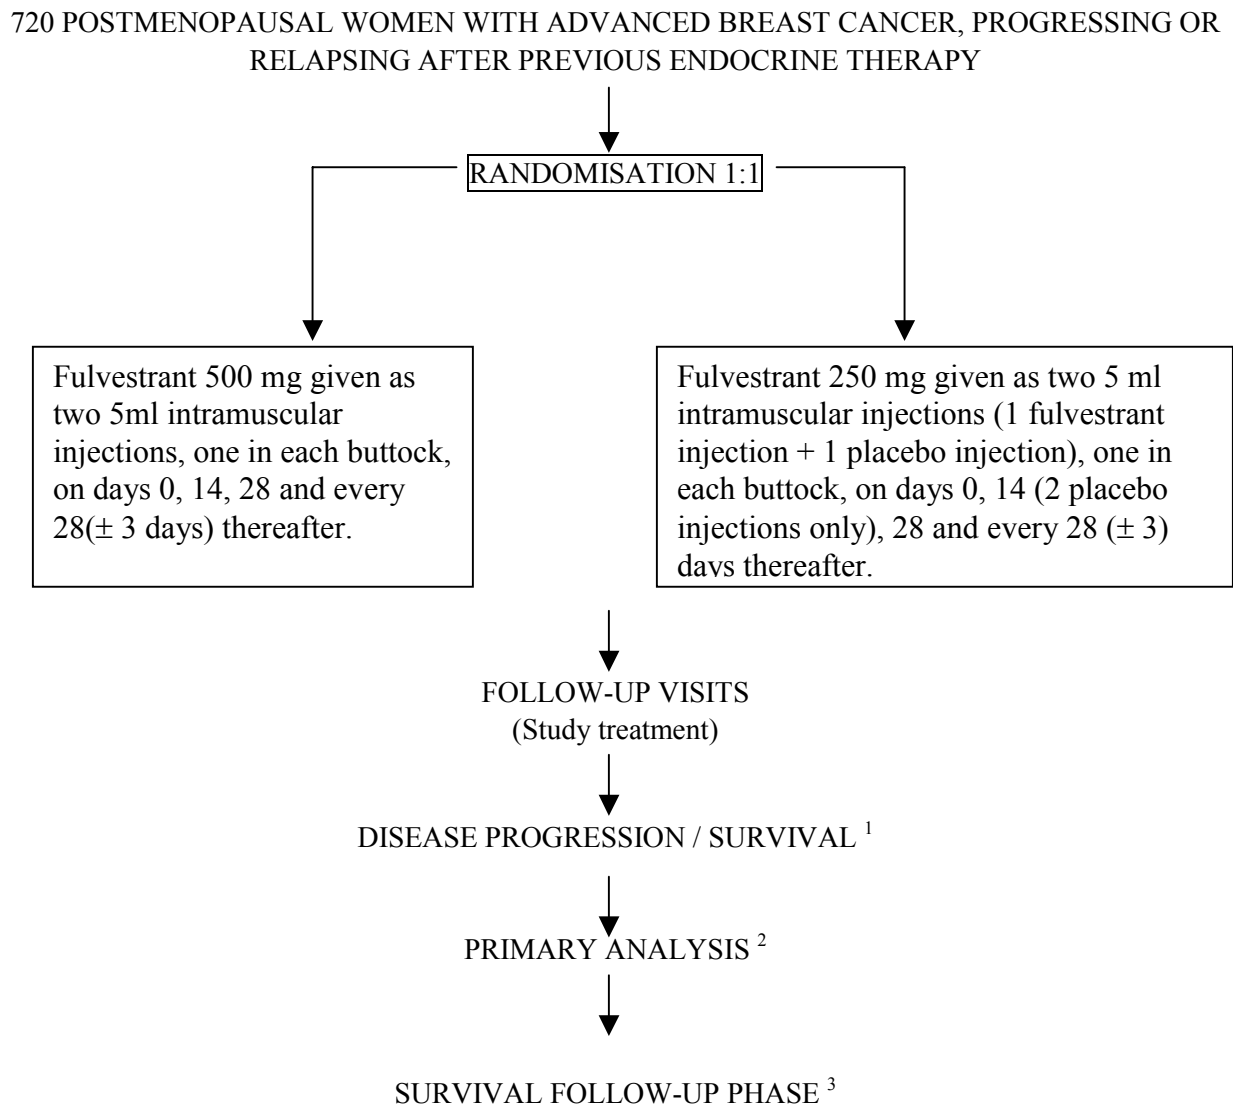 720 POSTMENOPAUSAL WOMEN WITH ADVANCED BREAST CANCER, PROGRESSING OR
RELAPSING AFTER PREVIOUS ENDOCRINE THERAPY
RANDOMISATION 1:1
Fulvestrant 500 mg given as
two 5ml intramuscular
injections, one in each buttock,
on days 0, 14, 28 and every
28(± 3 days) thereafter.
Fulvestrant 250 mg given as two 5 ml
intramuscular injections (1 fulvestrant
injection + 1 placebo injection), one in
each buttock, on days 0, 14 (2 placebo
injections only), 28 and every 28 (± 3)
days thereafter.
FOLLOW-UP VISITS
(Study treatment)
DISEASE PROGRESSION / SURVIVAL 1
PRIMARY ANALYSIS 2
SURVIVAL FOLLOW-UP PHASE 3